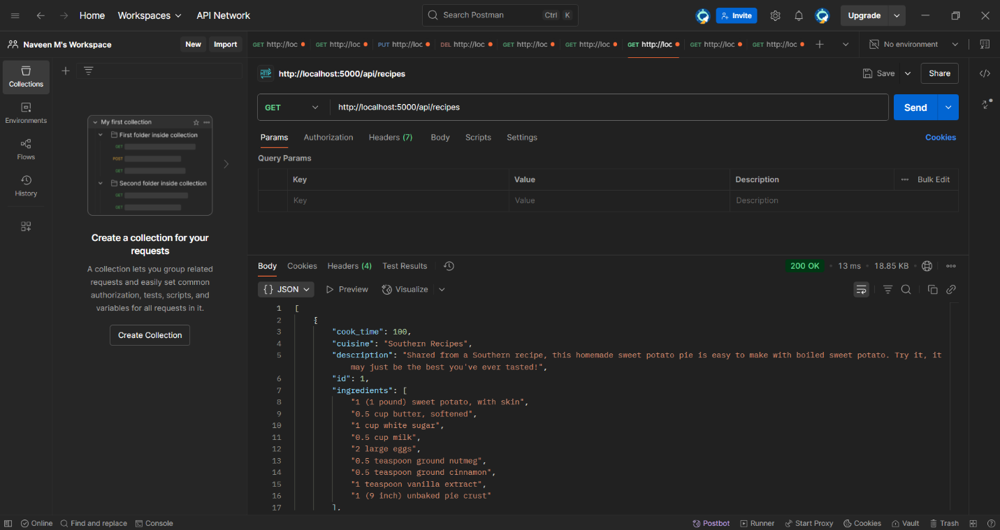 Home Workspaces API Network Search Postman Ctrl K Invite Upgrade
Naveen M's Workspace New Import GET http://loc GET http://loc PUT http://loc DEL http://loc GET http://loc GET http://loc GET http://loc GET http://loc GET http://loc No environment
Collections
Environments
Flows
History
My first collection
First folder inside collection
GET
POST
GET
Second folder inside collection
GET
GET
Create a collection for your
requests
A collection lets you group related
requests and easily set common
authorization, tests, scripts, and
variables for all requests in it.
Create Collection
HTTP http://localhost:5000/api/recipes Save Share
GET http://localhost:5000/api/recipes Send
Params Authorization Headers (7) Body Scripts Settings Cookies
Query Params
Key Value Description Bulk Edit
Key Value Description
Body Cookies Headers (4) Test Results 200 OK 13 ms 18.85 KB
{} JSON Preview Visualize
1 [
2 {
3 "cook_time": 100,
4 "cuisine": "Southern Recipes",
5 "description": "Shared from a Southern recipe, this homemade sweet potato pie is easy to make with boiled sweet potato. Try it, it
may just be the best you've ever tasted!",
6 "id": 1,
7 "ingredients": [
8 "1 (1 pound) sweet potato, with skin",
9 "0.5 cup butter, softened",
10 "1 cup white sugar",
11 "0.5 cup milk",
12 "2 large eggs",
13 "0.5 teaspoon ground nutmeg",
14 "0.5 teaspoon ground cinnamon",
15 "1 teaspoon vanilla extract",
16 "1 (9 inch) unbaked pie crust"
17 ],
Online Find and replace Console Postbot Runner Start Proxy Cookies Vault Trash